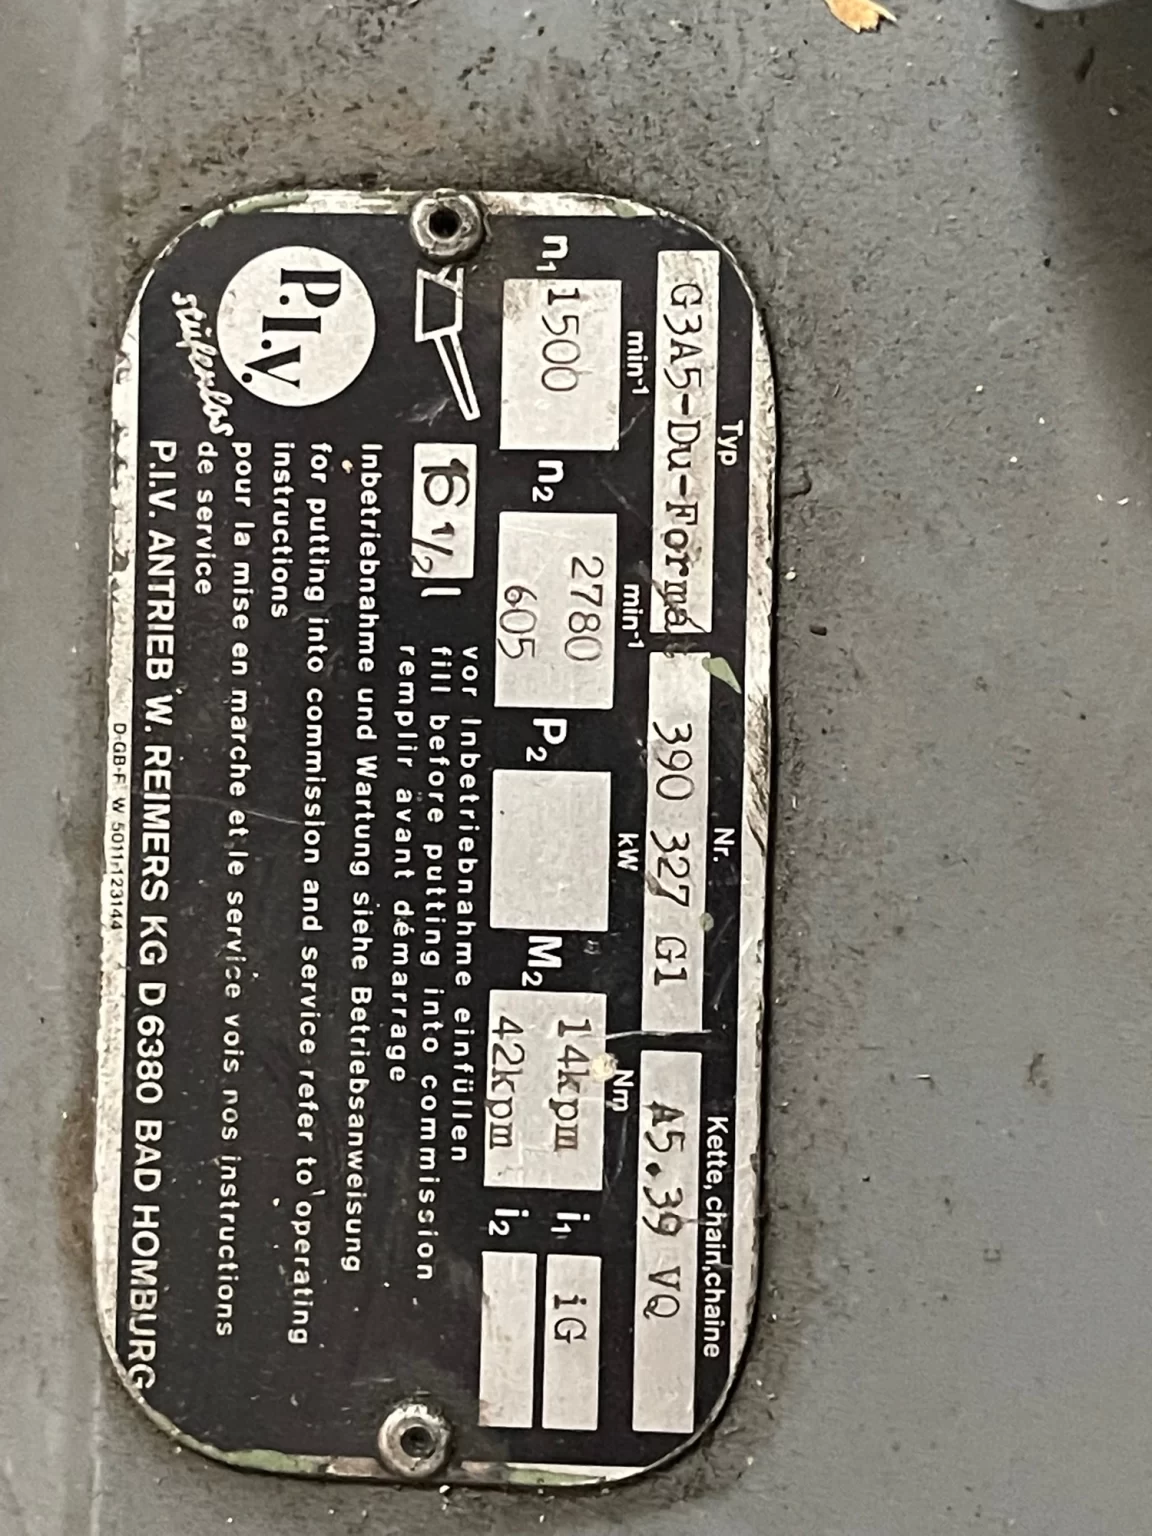 Typ
Nr.
Kette, chain, chaine
G3A5-Du-Forma
390 327 G1
A5.39 VQ
min-1
min-1
kW
Nm
n1 1500
n2 2780
605
P2
M2 14kpm
42kpm
i1 iG
i2
16 1/2 l
vor Inbetriebnahme einfüllen
fill before putting into commission
remplir avant démarrage
Inbetriebnahme und Wartung siehe Betriebsanweisung
for putting into commission and service refer to operating
instructions
pour la mise en marche et le service vois nos instructions
de service
P.I.V.
stufenlos
P.I.V. ANTRIEB W. REIMERS KG D 6380 BAD HOMBURG
D-GB-F W 5011r123144